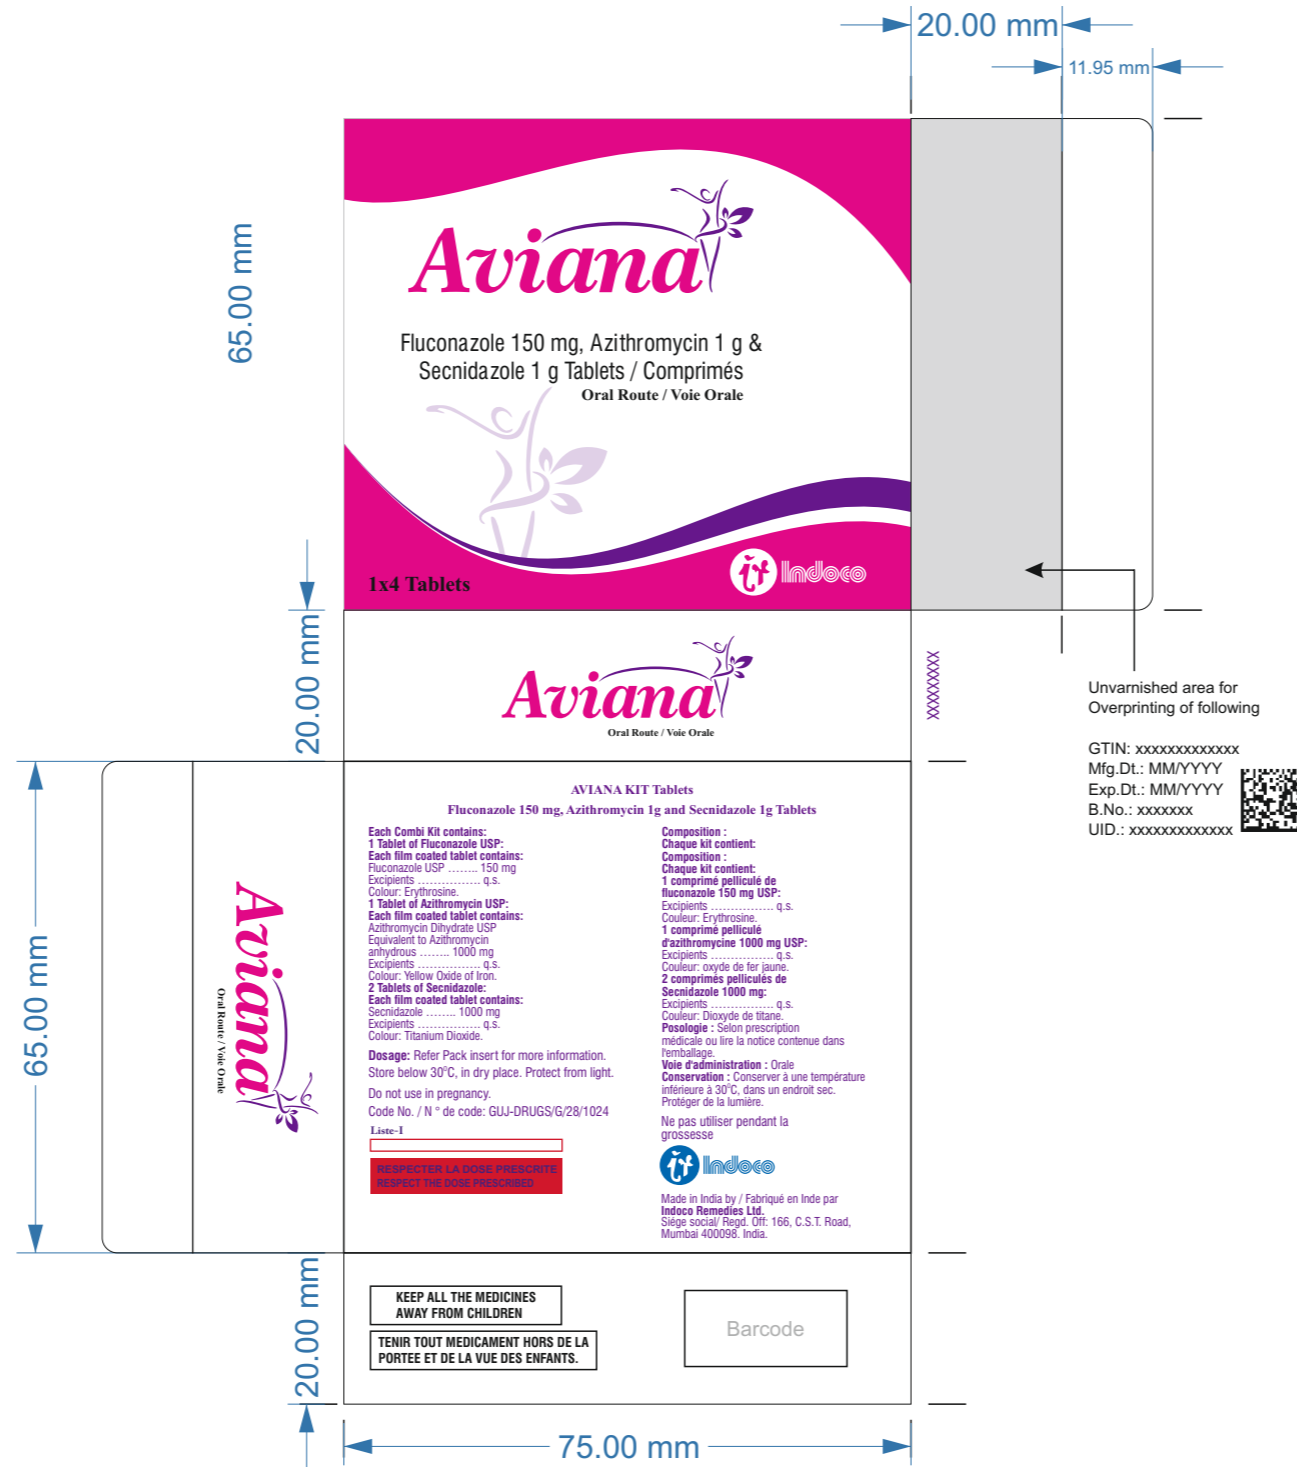 20.00 mm
11.95 mm
65.00 mm
Aviana
Fluconazole 150 mg, Azithromycin 1 g &
Secnidazole 1 g Tablets / Comprimés
Oral Route / Voie Orale
1x4 Tablets
Indoco
20.00 mm
Aviana
Oral Route / Voie Orale
XXXXXXXXX
Unvarnished area for
Overprinting of following
GTIN: xxxxxxxxxxxxx
Mfg.Dt.: MM/YYYY
Exp.Dt.: MM/YYYY
B.No.: xxxxxxx
UID.: xxxxxxxxxxxxx
65.00 mm
Aviana
Oral Route / Voie Orale
AVIANA KIT Tablets
Fluconazole 150 mg, Azithromycin 1g and Secnidazole 1g Tablets
Each Combi Kit contains:
1 Tablet of Fluconazole USP:
Each film coated tablet contains:
Fluconazole USP ........ 150 mg
Excipients ................ q.s.
Colour: Erythrosine.
1 Tablet of Azithromycin USP:
Each film coated tablet contains:
Azithromycin Dihydrate USP
Equivalent to Azithromycin
anhydrous ........ 1000 mg
Excipients ................ q.s.
Colour: Yellow Oxide of Iron.
2 Tablets of Secnidazole:
Each film coated tablet contains:
Secnidazole ........ 1000 mg
Excipients ................ q.s.
Colour: Titanium Dioxide.
Dosage: Refer Pack insert for more information.
Store below 30°C, in dry place. Protect from light.
Do not use in pregnancy.
Code No. / N ° de code: GUJ-DRUGS/G/28/1024
Liste-I
RESPECTER LA DOSE PRESCRITE
RESPECT THE DOSE PRESCRIBED
Composition :
Chaque kit contient:
Composition :
Chaque kit contient:
1 comprimé pelliculé de
fluconazole 150 mg USP:
Excipients ................ q.s.
Couleur: Erythrosine.
1 comprimé pelliculé
d'azithromycine 1000 mg USP:
Excipients ................ q.s.
Couleur: oxyde de fer jaune.
2 comprimés pelliculés de
Secnidazole 1000 mg:
Excipients ................ q.s.
Couleur: Dioxyde de titane.
Posologie : Selon prescription
médicale ou lire la notice contenue dans
l'emballage.
Voie d'administration : Orale
Conservation : Conserver à une température
inférieure à 30°C, dans un endroit sec.
Protéger de la lumière.
Ne pas utiliser pendant la
grossesse
Indoco
Made in India by / Fabriqué en Inde par
Indoco Remedies Ltd.
Siége social/ Regd. Off: 166, C.S.T. Road,
Mumbai 400098. India.
20.00 mm
KEEP ALL THE MEDICINES
AWAY FROM CHILDREN
TENIR TOUT MEDICAMENT HORS DE LA
PORTEE ET DE LA VUE DES ENFANTS.
Barcode
75.00 mm